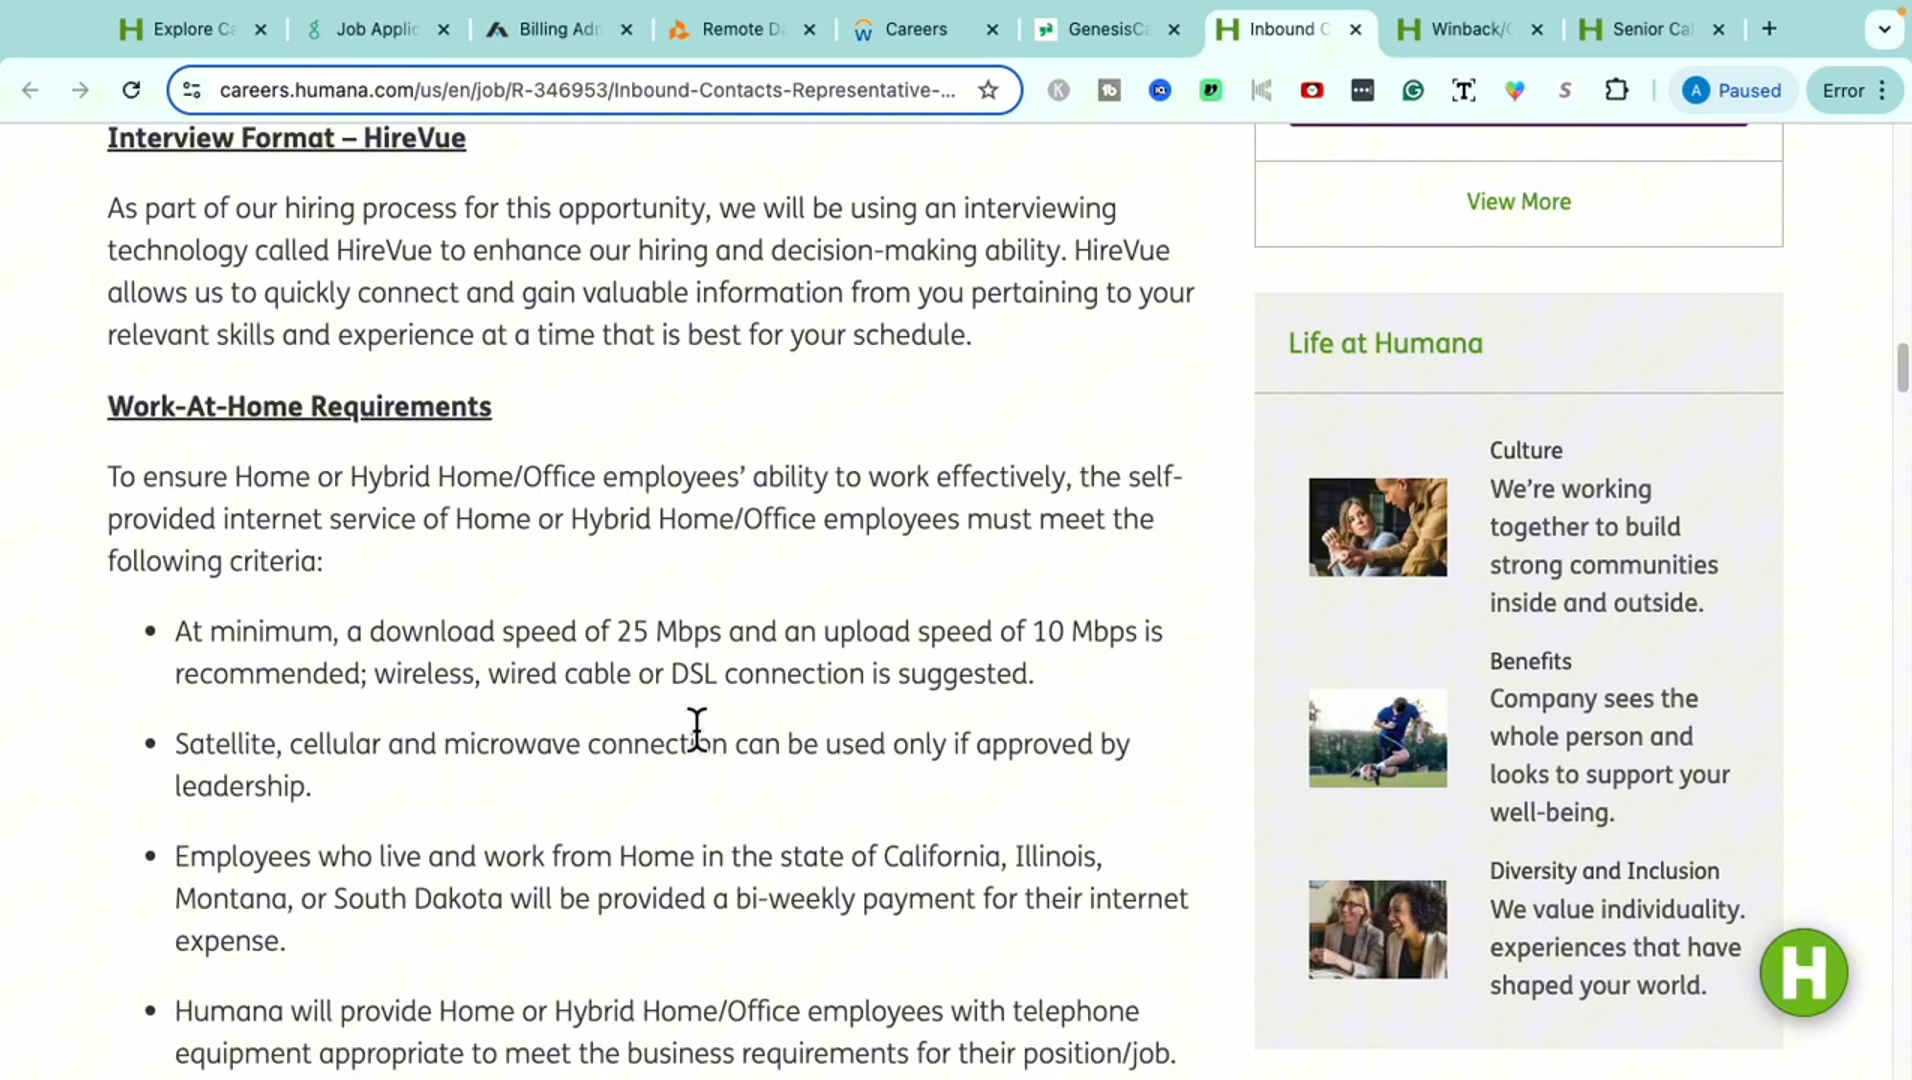 Explore Ca
Job Applic
Billing Adn
Remote Da
Careers
GenesisCa
Inbound C
Winback/C
Senior Cal
careers.humana.com/us/en/job/R-346953/Inbound-Contacts-Representative-...
A Paused
Error
Interview Format – HireVue
As part of our hiring process for this opportunity, we will be using an interviewing
technology called HireVue to enhance our hiring and decision-making ability. HireVue
allows us to quickly connect and gain valuable information from you pertaining to your
relevant skills and experience at a time that is best for your schedule.
Work-At-Home Requirements
To ensure Home or Hybrid Home/Office employees’ ability to work effectively, the self-
provided internet service of Home or Hybrid Home/Office employees must meet the
following criteria:
• At minimum, a download speed of 25 Mbps and an upload speed of 10 Mbps is
recommended; wireless, wired cable or DSL connection is suggested.
• Satellite, cellular and microwave connection can be used only if approved by
leadership.
• Employees who live and work from Home in the state of California, Illinois,
Montana, or South Dakota will be provided a bi-weekly payment for their internet
expense.
• Humana will provide Home or Hybrid Home/Office employees with telephone
equipment appropriate to meet the business requirements for their position/job.
View More
Life at Humana
Culture
We’re working
together to build
strong communities
inside and outside.
Benefits
Company sees the
whole person and
looks to support your
well-being.
Diversity and Inclusion
We value individuality.
experiences that have
shaped your world.
H